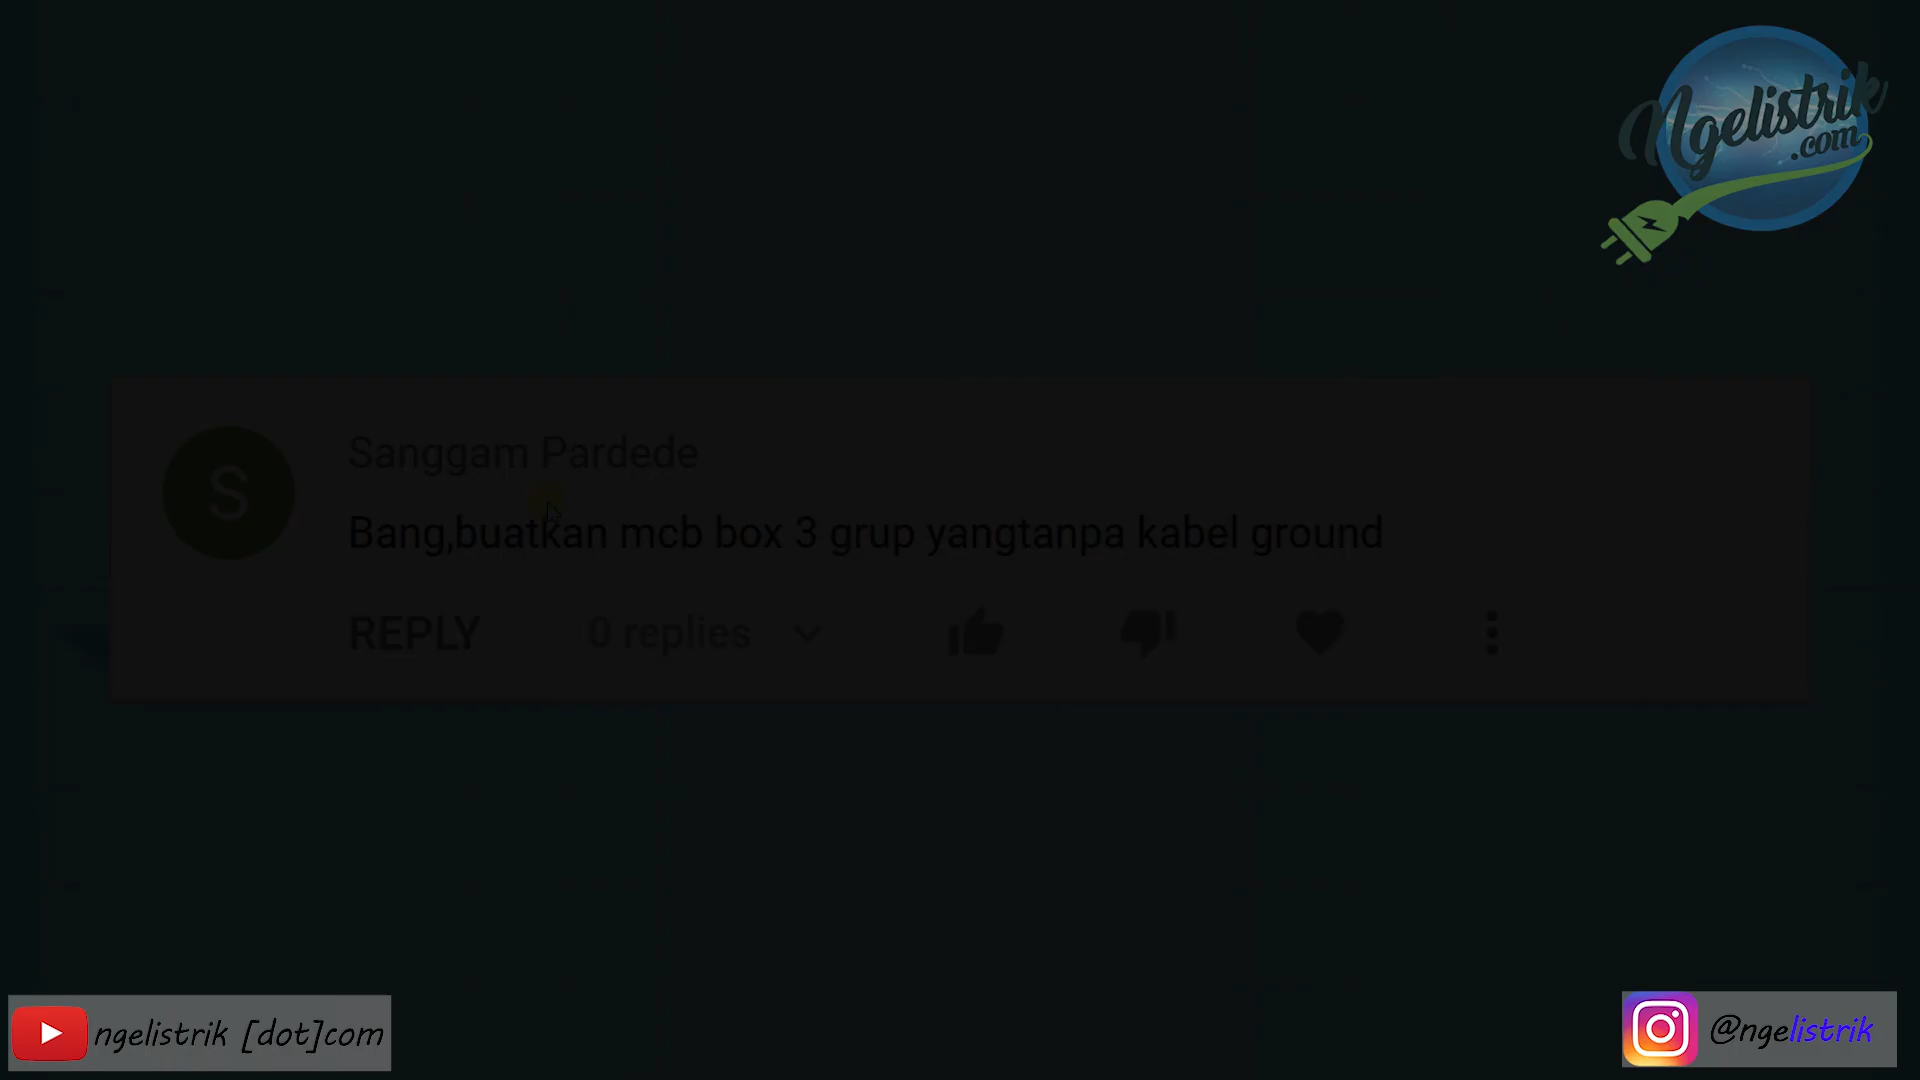 Ngelistrik
.com
S
Sanggam Pardede
Bang,buatkan mcb box 3 grup yangtanpa kabel ground
REPLY 0 replies
ngelistrik [dot]com
@ngelistrik